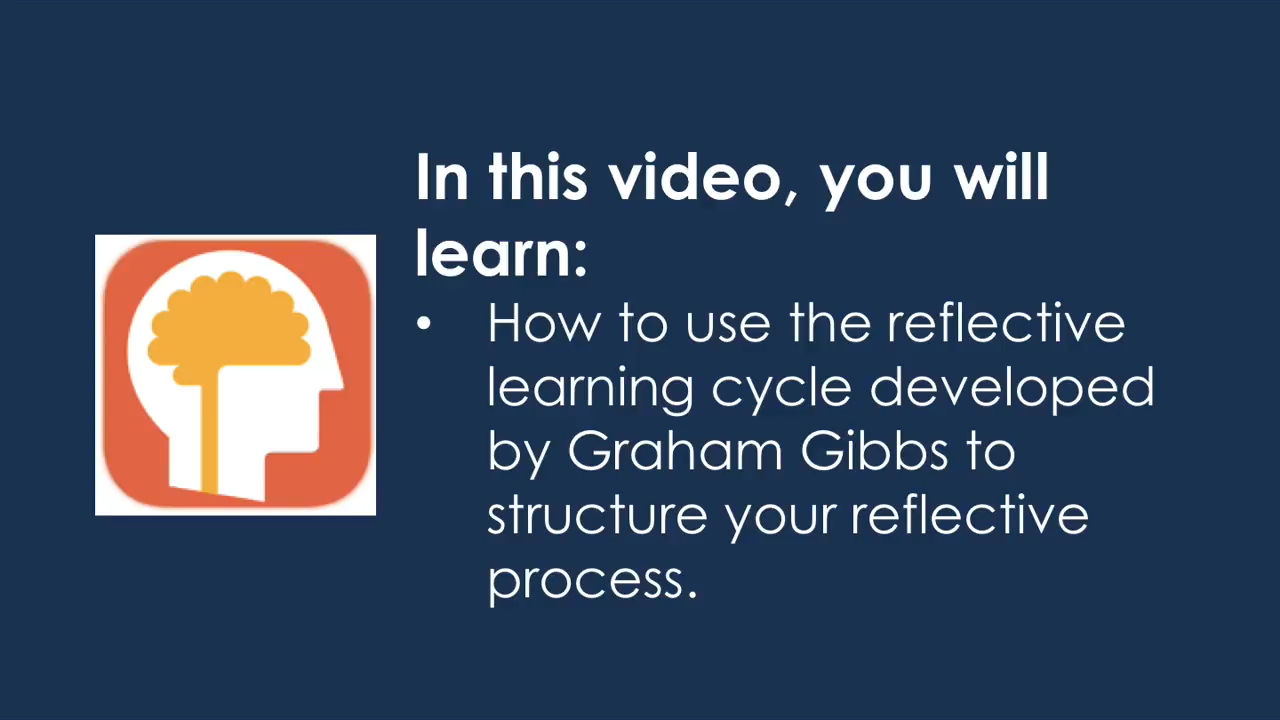 In this video, you will
learn:
• How to use the reflective
learning cycle developed
by Graham Gibbs to
structure your reflective
process.